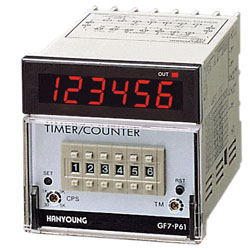 OUT
123456
TIMER/COUNTER
SET RST
1 2 3 4 5 6
CPS TM
HANYOUNG GF7-P61